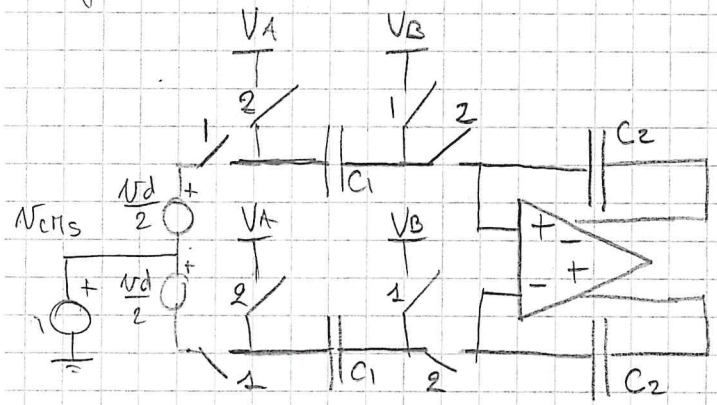 VA VB
2 1 2
1 C2
C1
vd/2 +
vCMS
VA VB
+ −
− +
+ vd/2 +
2 1
1 C1 2 C2